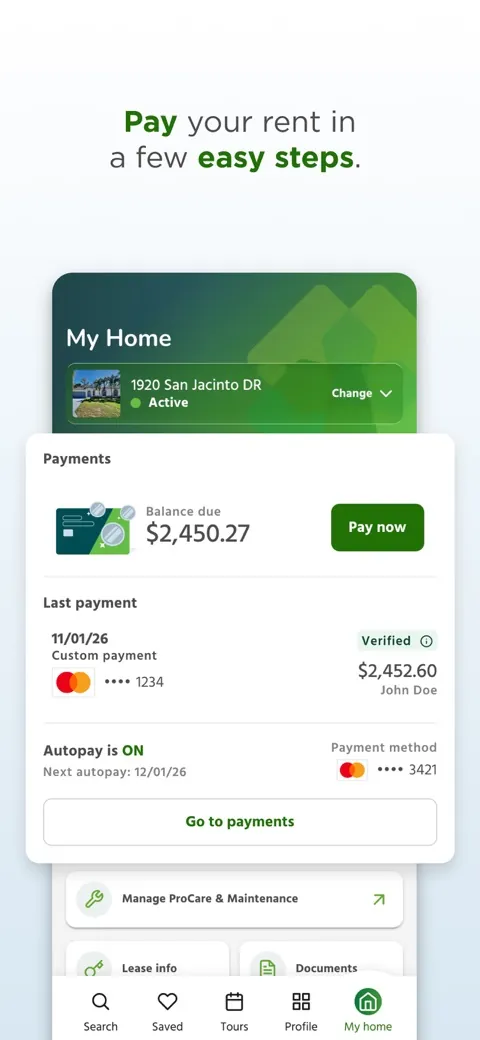 Pay your rent in
a few easy steps.
My Home
1920 San Jacinto DR
Active
Change
Payments
Balance due
$2,450.27
Pay now
Last payment
11/01/26
Custom payment
•••• 1234
Verified
$2,452.60
John Doe
Autopay is ON
Next autopay: 12/01/26
Payment method
•••• 3421
Go to payments
Manage ProCare & Maintenance
Lease info
Documents
Search
Saved
Tours
Profile
My home